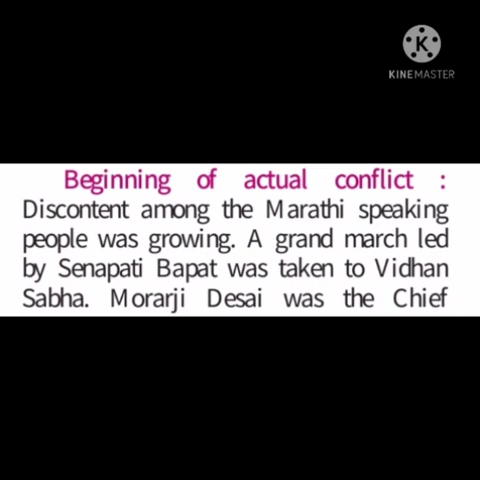 K
KINEMASTER
Beginning of actual conflict :
Discontent among the Marathi speaking
people was growing. A grand march led
by Senapati Bapat was taken to Vidhan
Sabha. Morarji Desai was the Chief